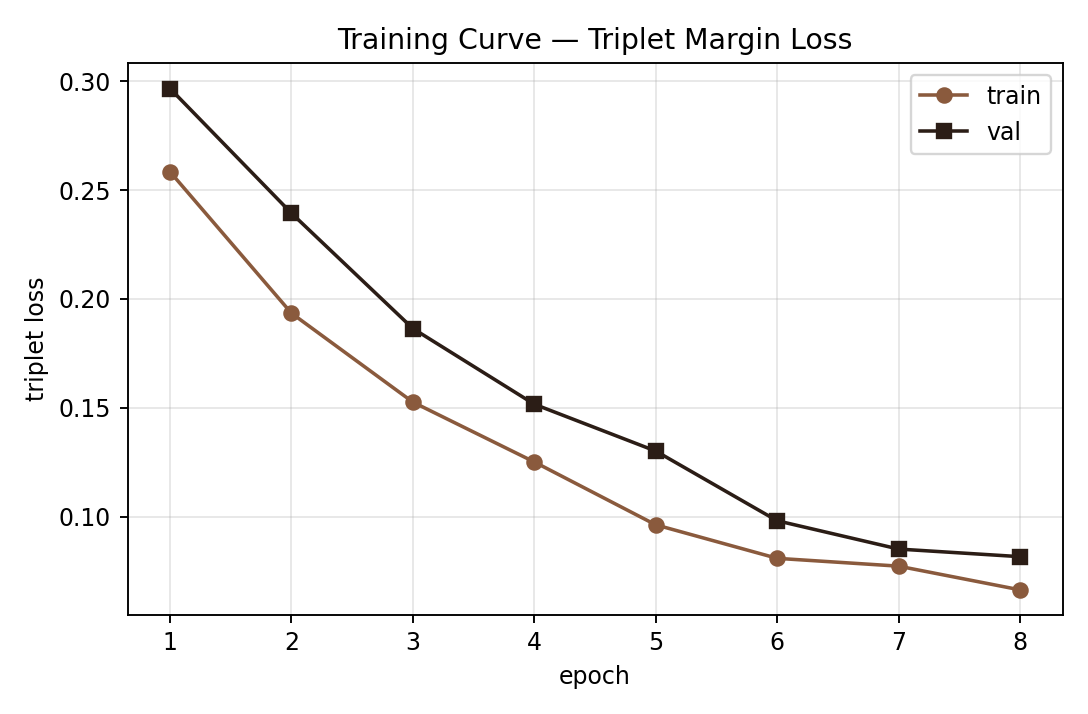 Training Curve — Triplet Margin Loss
0.30
0.25
0.20
0.15
0.10
triplet loss
train
val
1 2 3 4 5 6 7 8
epoch